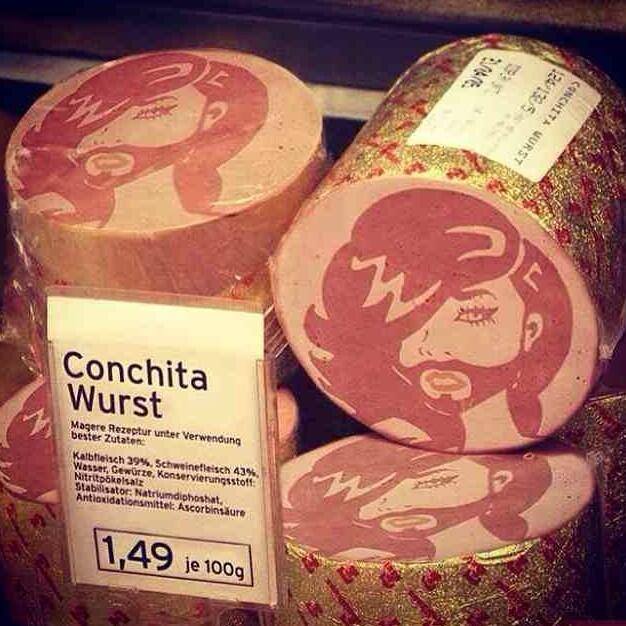 CONCHITA WURST
Conchita
Wurst
Magere Rezeptur unter Verwendung
bester Zutaten:
Kalbfleisch 39%, Schweinefleisch 43%,
Wasser, Gewürze, Konservierungsstoff:
Nitritpökelsalz
Stabilisator: Natriumdiphoshat,
Antioxidationsmittel: Ascorbinsäure
1,49 je 100g